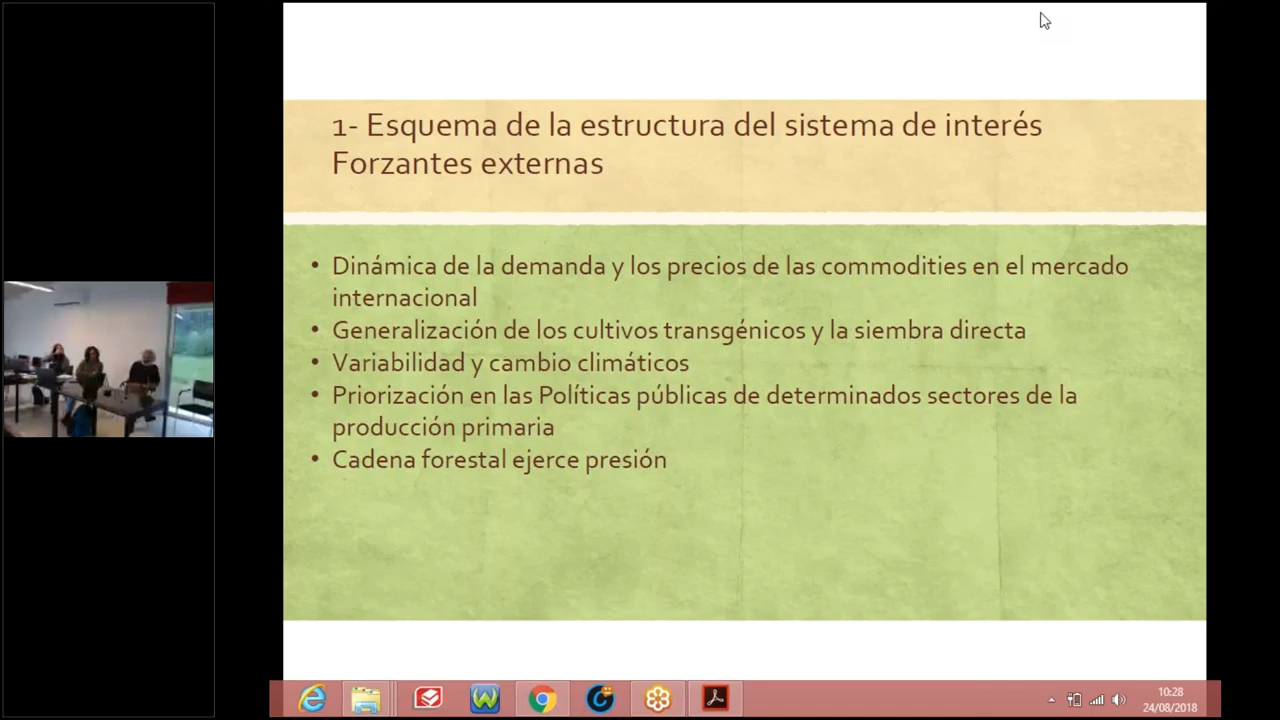 1- Esquema de la estructura del sistema de interés
Forzantes externas
• Dinámica de la demanda y los precios de las commodities en el mercado
internacional
• Generalización de los cultivos transgénicos y la siembra directa
• Variabilidad y cambio climáticos
• Priorización en las Políticas públicas de determinados sectores de la
producción primaria
• Cadena forestal ejerce presión
10:28
24/08/2018